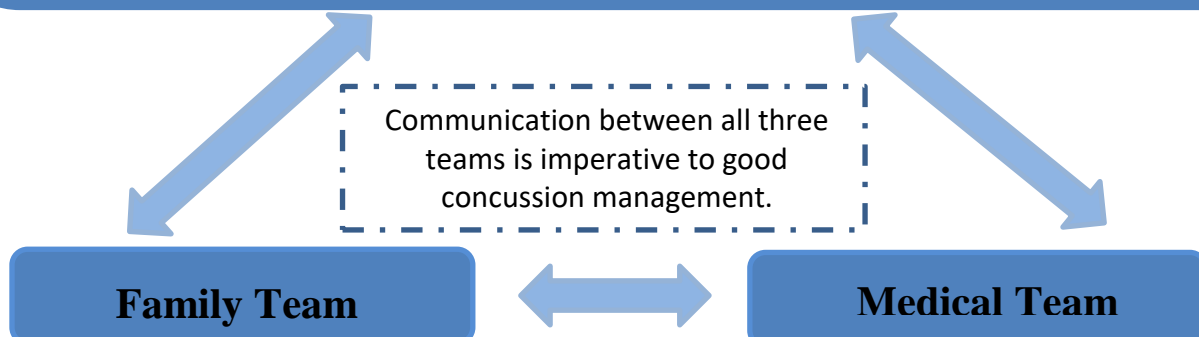 Communication between all three
teams is imperative to good
concussion management.
Family Team
Medical Team